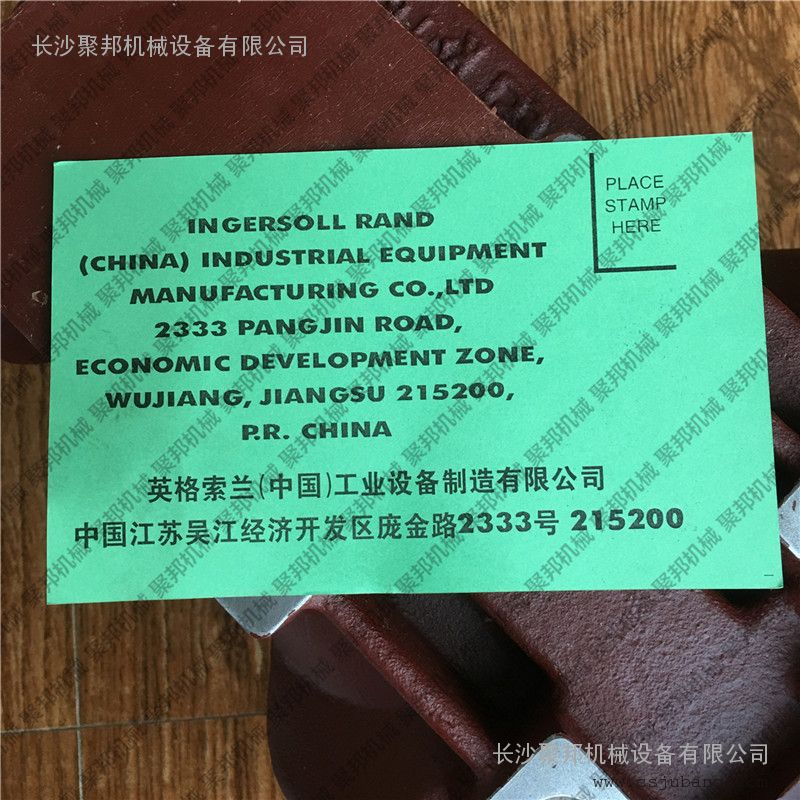 长沙聚邦机械设备有限公司
PLACE
STAMP
HERE
INGERSOLL RAND
(CHINA) INDUSTRIAL EQUIPMENT
MANUFACTURING CO.,LTD
2333 PANGJIN ROAD,
ECONOMIC DEVELOPMENT ZONE,
WUJIANG, JIANGSU 215200,
P.R. CHINA
英格索兰(中国)工业设备制造有限公司
中国江苏吴江经济开发区庞金路2333号 215200
聚邦机械
长沙聚邦机械设备有限公司